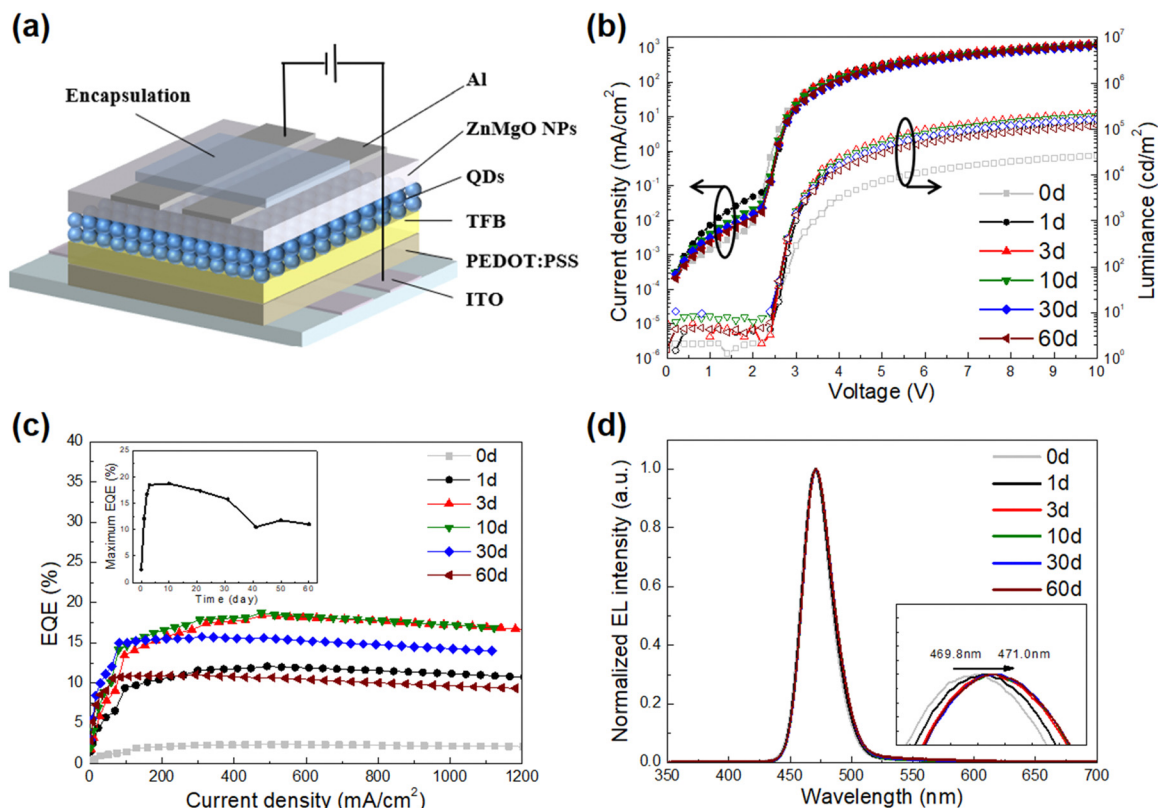 (a)
Encapsulation
Al
ZnMgO NPs
QDs
TFB
PEDOT:PSS
ITO
(b)
Current density (mA/cm²)
10³
10²
10¹
10⁰
10⁻¹
10⁻²
10⁻³
10⁻⁴
10⁻⁵
10⁻⁶
0 1 2 3 4 5 6 7 8 9 10
Voltage (V)
10⁷
10⁶
10⁵
10⁴
10³
10²
10¹
10⁰
Luminance (cd/m²)
0d
1d
3d
10d
30d
60d
(c)
EQE (%)
40
35
30
25
20
15
10
5
0
0 200 400 600 800 1000 1200
Current density (mA/cm²)
Maximum EQE (%)
25
20
15
10
5
0
0 10 20 30 40 50 60
Time (day)
0d
1d
3d
10d
30d
60d
(d)
Normalized EL intensity (a.u.)
1.0
0.8
0.6
0.4
0.2
0.0
350 400 450 500 550 600 650 700
Wavelength (nm)
0d
1d
3d
10d
30d
60d
469.8nm 471.0nm